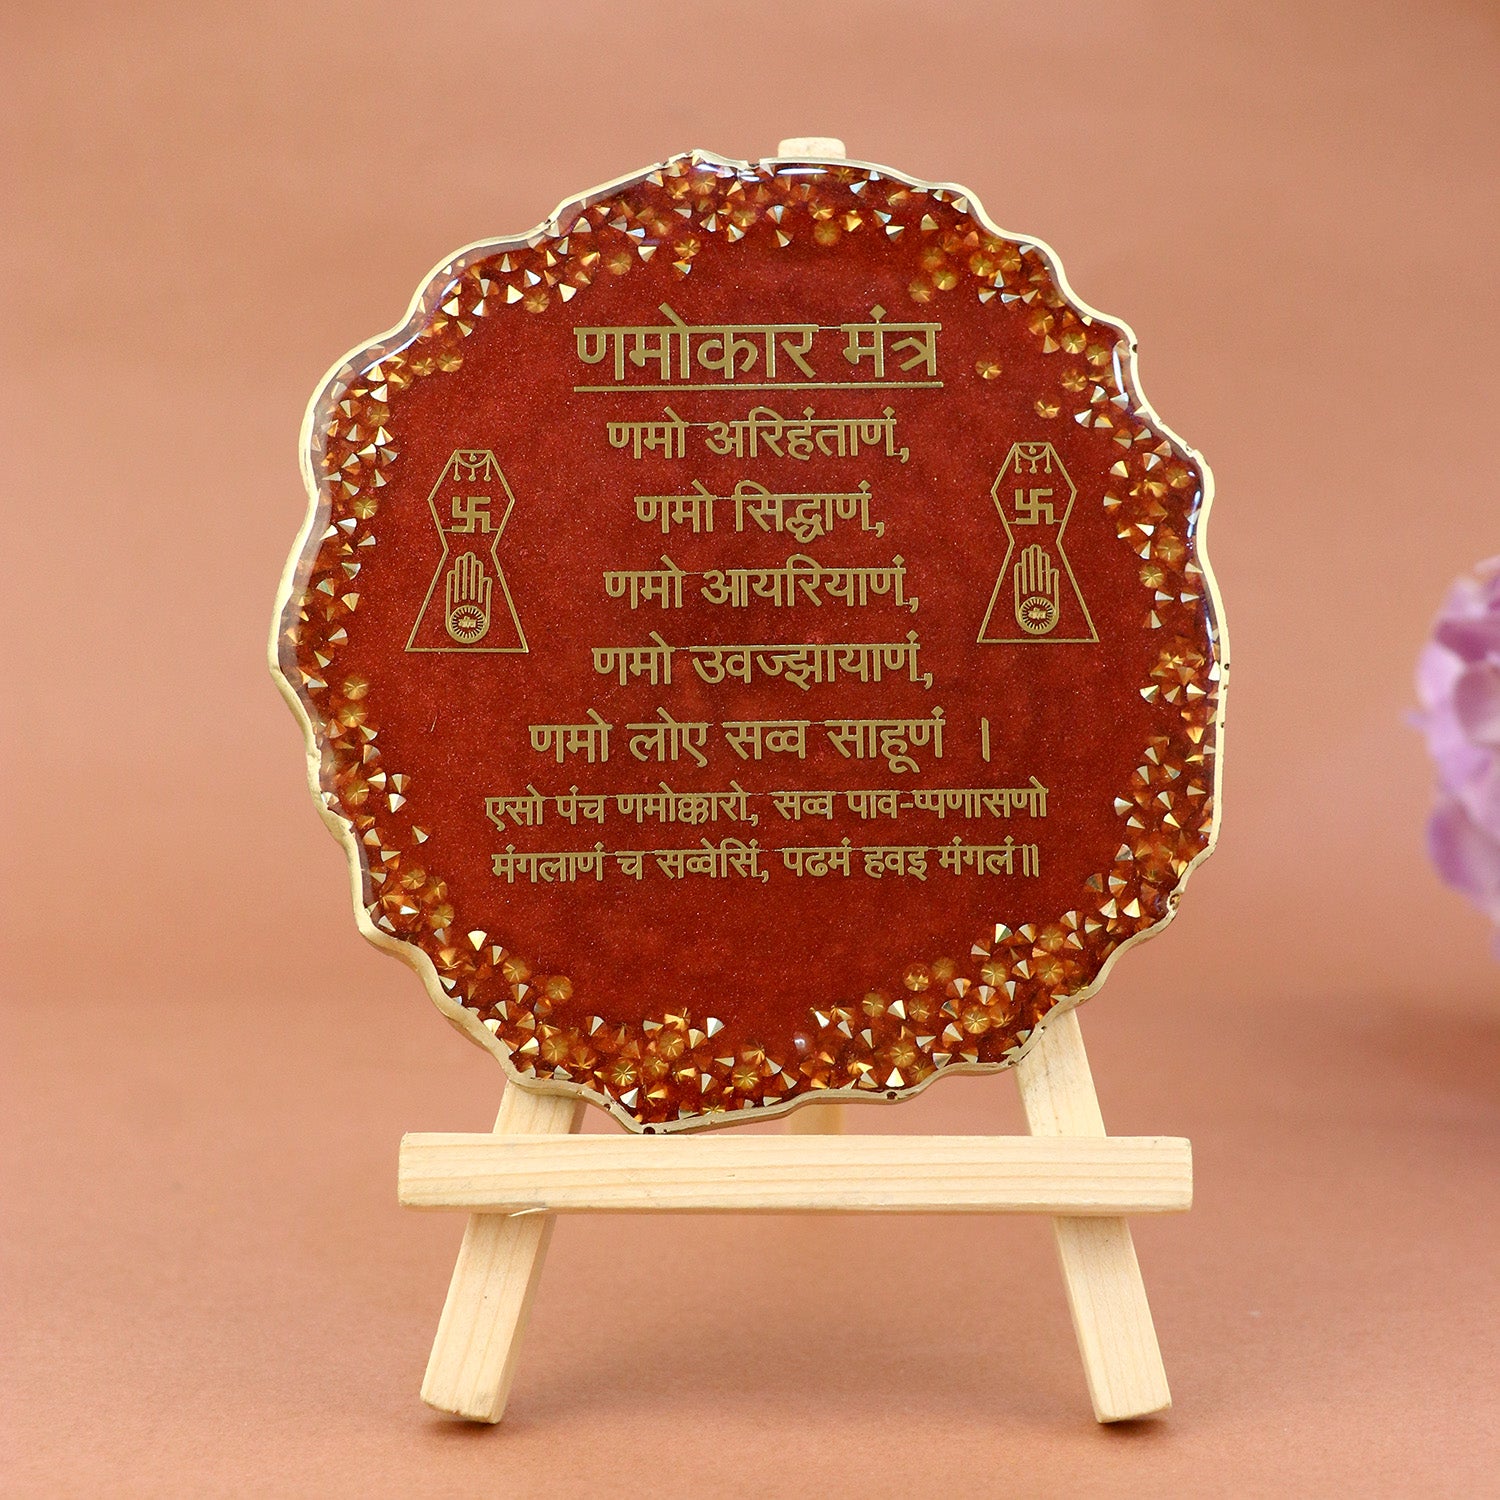 णमोकार मंत्र
णमो अरिहंताणं,
णमो सिद्धाणं,
णमो आयरियाणं,
णमो उवज्झायाणं,
णमो लोए सव्व साहूणं ।
एसो पंच णमोक्कारो, सव्व पाव-प्पणासणो
मंगलाणं च सव्वेसिं, पढमं हवइ मंगलं॥